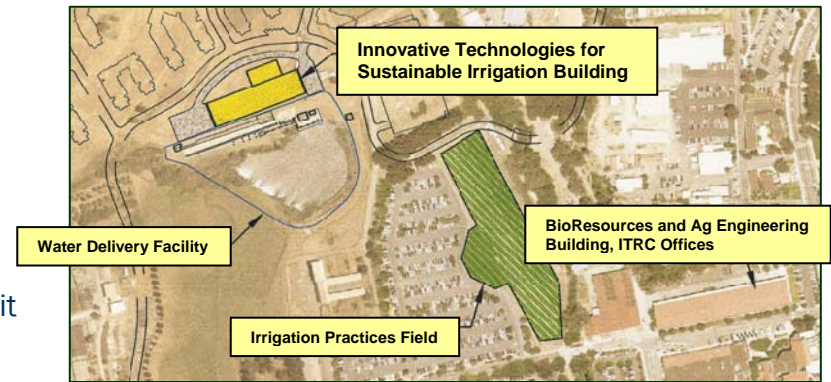 Innovative Technologies for
Sustainable Irrigation Building
BioResources and Ag Engineering
Building, ITRC Offices
Water Delivery Facility
it
Irrigation Practices Field